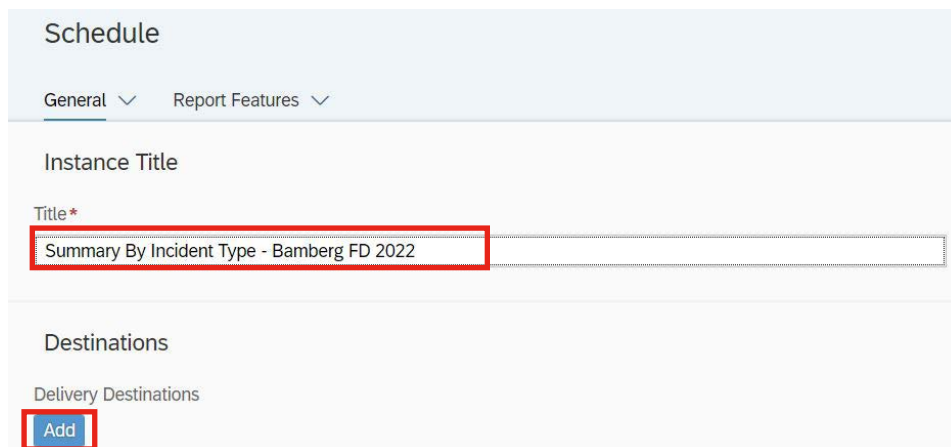 Schedule
General Report Features
Instance Title
Title*
Summary By Incident Type - Bamberg FD 2022
Destinations
Delivery Destinations
Add